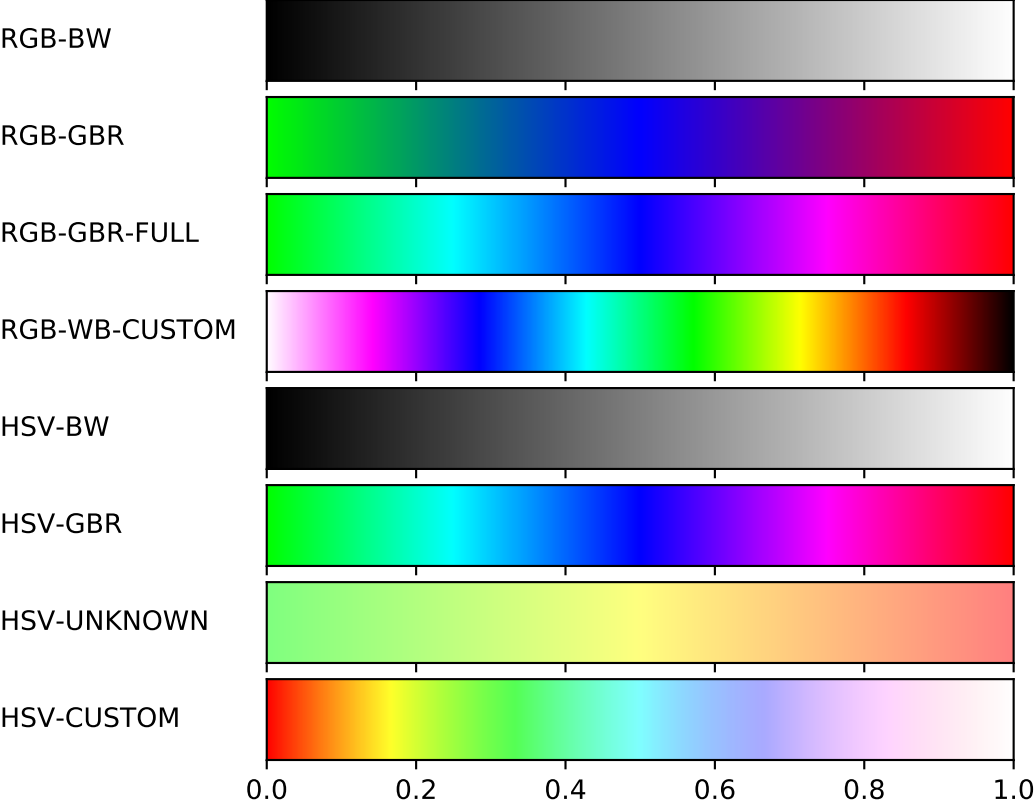 RGB-BW
RGB-GBR
RGB-GBR-FULL
RGB-WB-CUSTOM
HSV-BW
HSV-GBR
HSV-UNKNOWN
HSV-CUSTOM
0.0 0.2 0.4 0.6 0.8 1.0